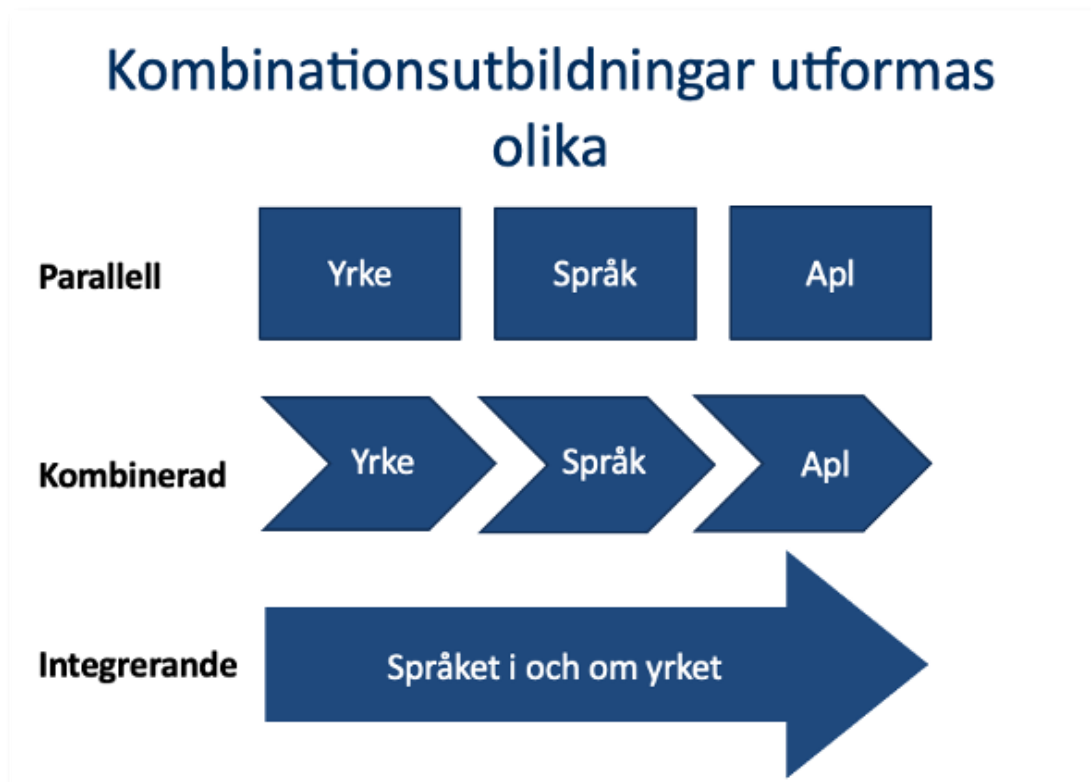 Kombinationsutbildningar utformas
olika
Parallell
Yrke
Språk
Apl
Kombinerad
Yrke
Språk
Apl
Integrerande
Språket i och om yrket